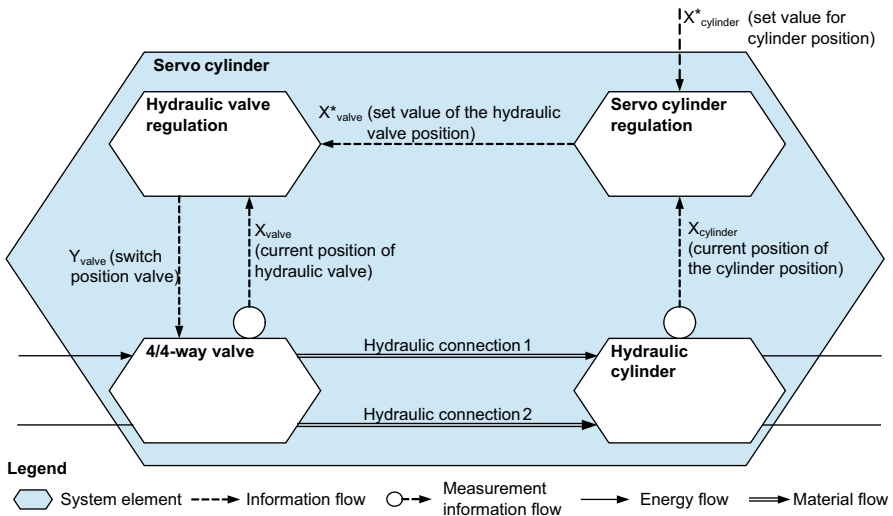 X*cylinder (set value for
cylinder position)
Servo cylinder
Hydraulic valve
regulation
X*valve (set value of the hydraulic
valve position)
Servo cylinder
regulation
Yvalve (switch
position valve)
Xvalve
(current position of
hydraulic valve)
Xcylinder
(current position of
the cylinder position)
4/4-way valve
Hydraulic connection 1
Hydraulic
cylinder
Hydraulic connection 2
Legend
System element
Information flow
Measurement
information flow
Energy flow
Material flow